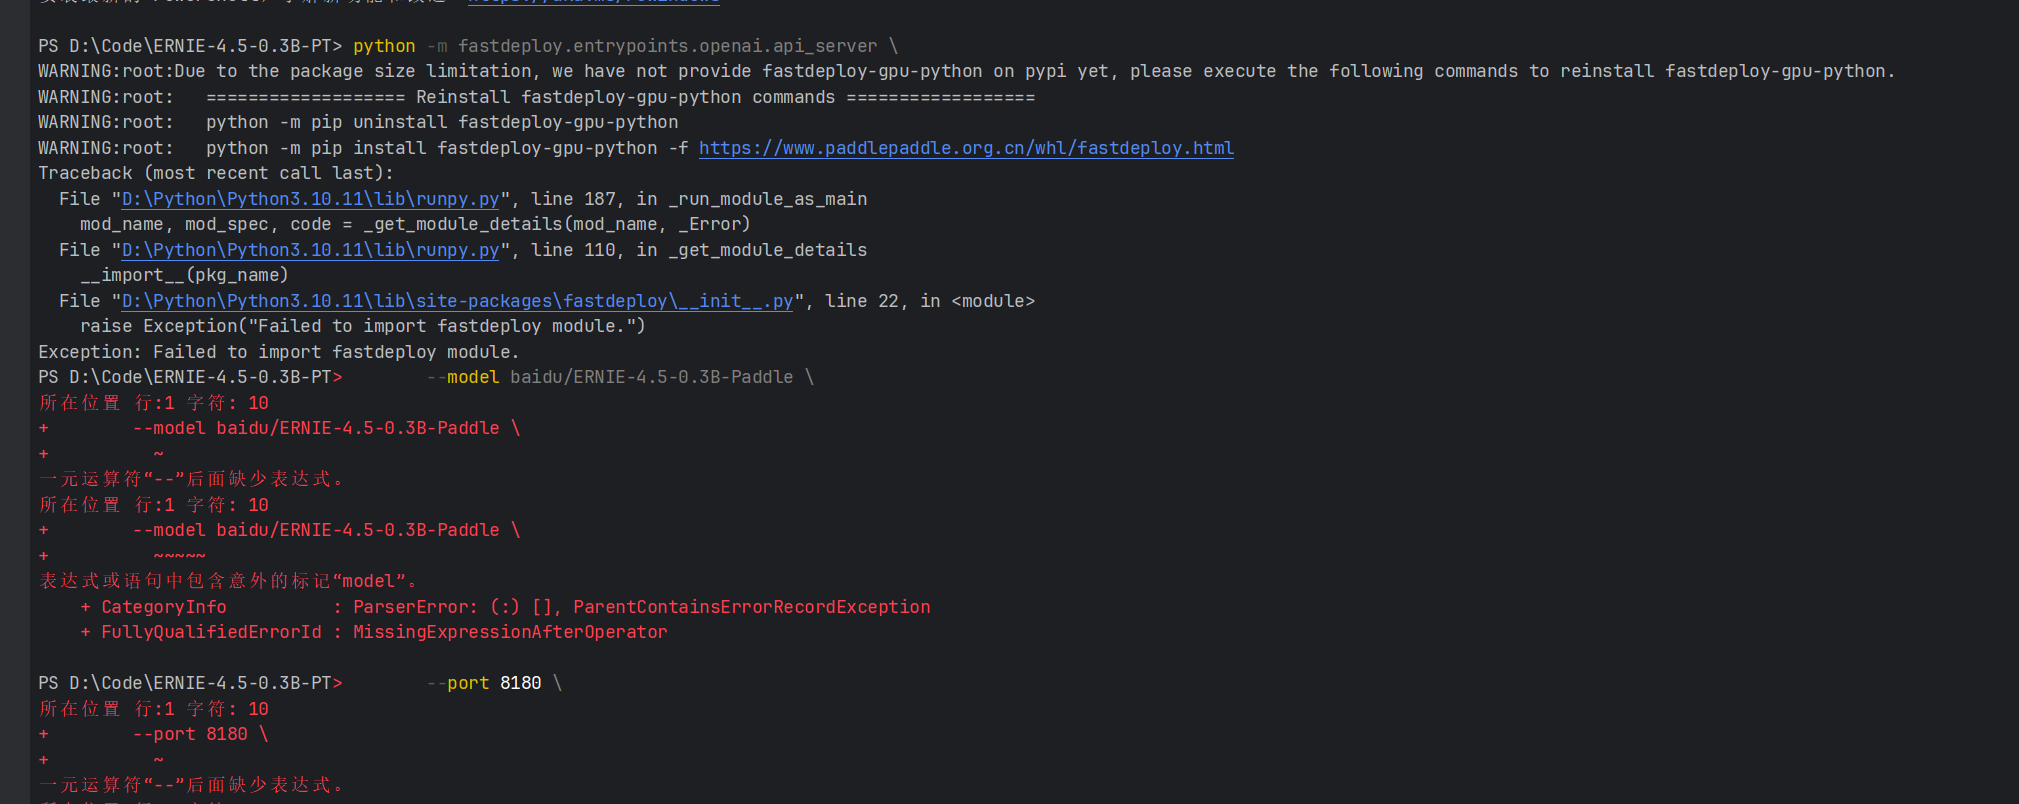 https://aka.ms/PSWindows
PS D:\Code\ERNIE-4.5-0.3B-PT> python -m fastdeploy.entrypoints.openai.api_server \
WARNING:root:Due to the package size limitation, we have not provide fastdeploy-gpu-python on pypi yet, please execute the following commands to reinstall fastdeploy-gpu-python.
WARNING:root:   =================== Reinstall fastdeploy-gpu-python commands ==================
WARNING:root:   python -m pip uninstall fastdeploy-gpu-python
WARNING:root:   python -m pip install fastdeploy-gpu-python -f https://www.paddlepaddle.org.cn/whl/fastdeploy.html
Traceback (most recent call last):
  File "D:\Python\Python3.10.11\lib\runpy.py", line 187, in _run_module_as_main
    mod_name, mod_spec, code = _get_module_details(mod_name, _Error)
  File "D:\Python\Python3.10.11\lib\runpy.py", line 110, in _get_module_details
    __import__(pkg_name)
  File "D:\Python\Python3.10.11\lib\site-packages\fastdeploy\__init__.py", line 22, in <module>
    raise Exception("Failed to import fastdeploy module.")
Exception: Failed to import fastdeploy module.
PS D:\Code\ERNIE-4.5-0.3B-PT>        --model baidu/ERNIE-4.5-0.3B-Paddle \
所在位置 行:1 字符: 10
+        --model baidu/ERNIE-4.5-0.3B-Paddle \
+          ~
一元运算符“--”后面缺少表达式。
所在位置 行:1 字符: 10
+        --model baidu/ERNIE-4.5-0.3B-Paddle \
+          ~~~~~
表达式或语句中包含意外的标记“model”。
    + CategoryInfo          : ParserError: (:) [], ParentContainsErrorRecordException
    + FullyQualifiedErrorId : MissingExpressionAfterOperator
PS D:\Code\ERNIE-4.5-0.3B-PT>        --port 8180 \
所在位置 行:1 字符: 10
+        --port 8180 \
+          ~
一元运算符“--”后面缺少表达式。